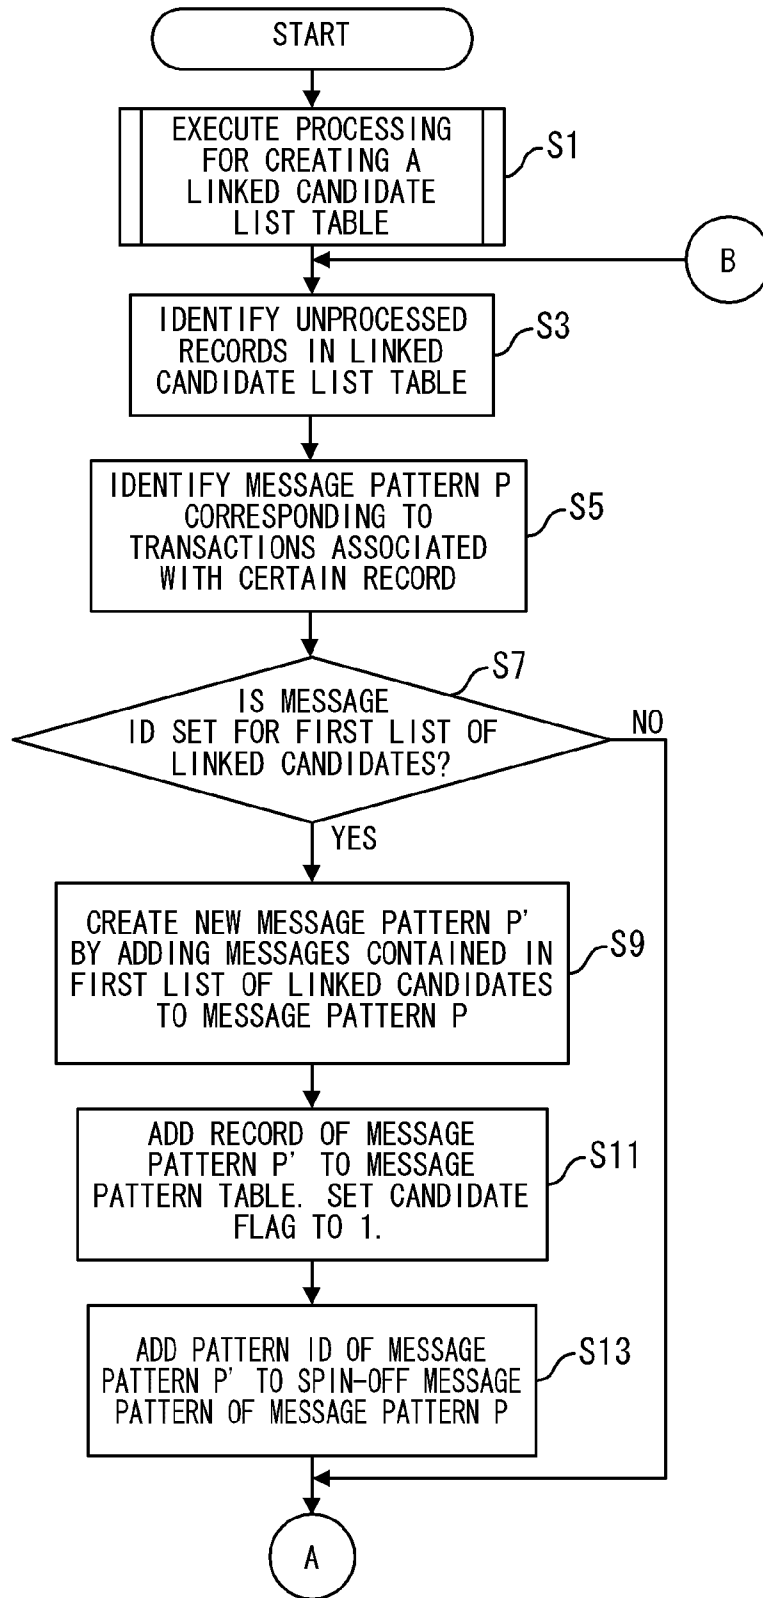 START
EXECUTE PROCESSING
FOR CREATING A
LINKED CANDIDATE
LIST TABLE
S1
B
IDENTIFY UNPROCESSED
RECORDS IN LINKED
CANDIDATE LIST TABLE
S3
IDENTIFY MESSAGE PATTERN P
CORRESPONDING TO
TRANSACTIONS ASSOCIATED
WITH CERTAIN RECORD
S5
S7
IS MESSAGE
ID SET FOR FIRST LIST OF
LINKED CANDIDATES?
NO
YES
CREATE NEW MESSAGE PATTERN P'
BY ADDING MESSAGES CONTAINED IN
FIRST LIST OF LINKED CANDIDATES
TO MESSAGE PATTERN P
S9
ADD RECORD OF MESSAGE
PATTERN P' TO MESSAGE
PATTERN TABLE. SET CANDIDATE
FLAG TO 1.
S11
ADD PATTERN ID OF MESSAGE
PATTERN P' TO SPIN-OFF MESSAGE
PATTERN OF MESSAGE PATTERN P
S13
A